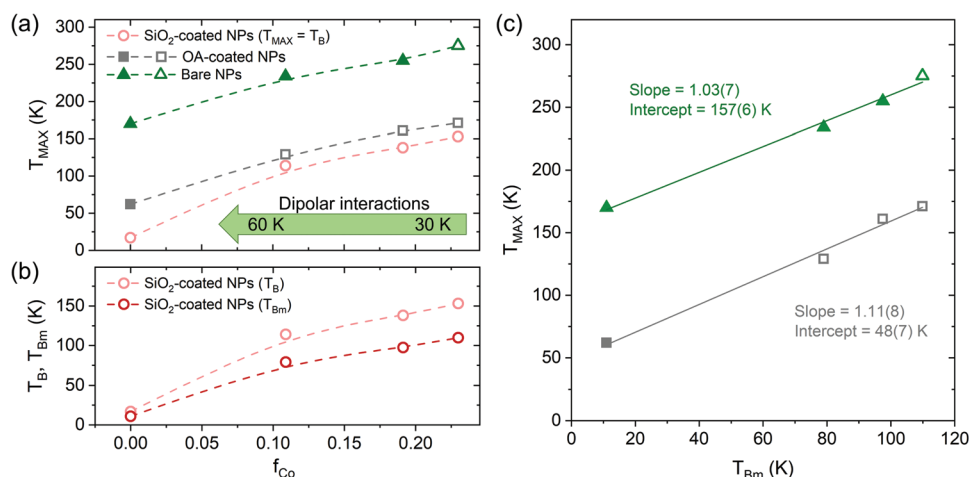 (a)
300
250
200
150
100
50
0
T_MAX (K)
SiO₂-coated NPs (T_MAX = T_B)
OA-coated NPs
Bare NPs
Dipolar interactions
60 K 30 K
(b)
150
100
50
0
T_B, T_Bm (K)
SiO₂-coated NPs (T_B)
SiO₂-coated NPs (T_Bm)
0.00 0.05 0.10 0.15 0.20
f_Co
(c)
300
250
200
150
100
50
0
T_MAX (K)
Slope = 1.03(7)
Intercept = 157(6) K
Slope = 1.11(8)
Intercept = 48(7) K
0 20 40 60 80 100 120
T_Bm (K)